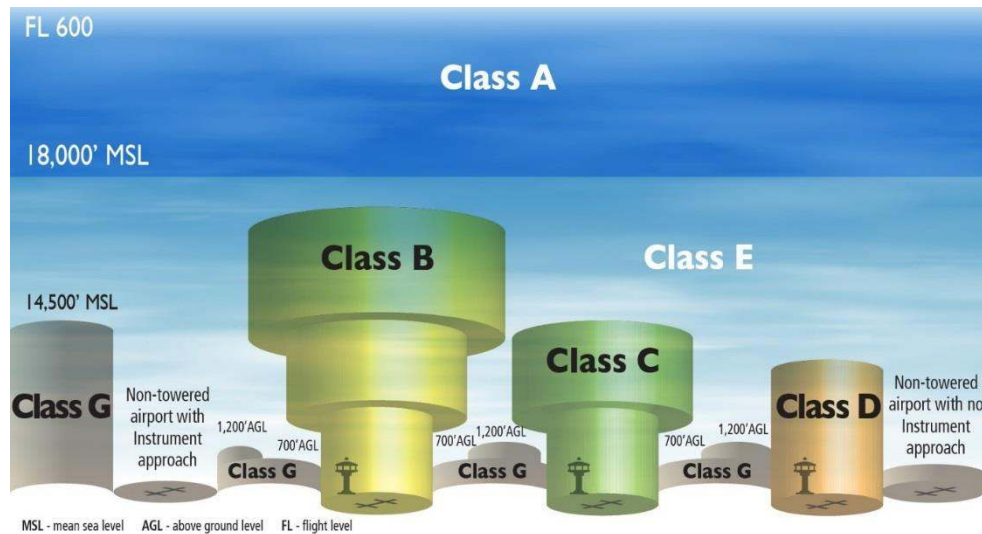 FL 600
Class A
18,000' MSL
Class B
Class E
14,500' MSL
Class C
Class G
Non-towered
airport with
Instrument
approach
1,200'AGL
700'AGL
Class G
700'AGL
1,200'AGL
Class G
700'AGL
1,200'AGL
Class G
Class D
Non-towered
airport with no
Instrument
approach
MSL - mean sea level AGL - above ground level FL - flight level